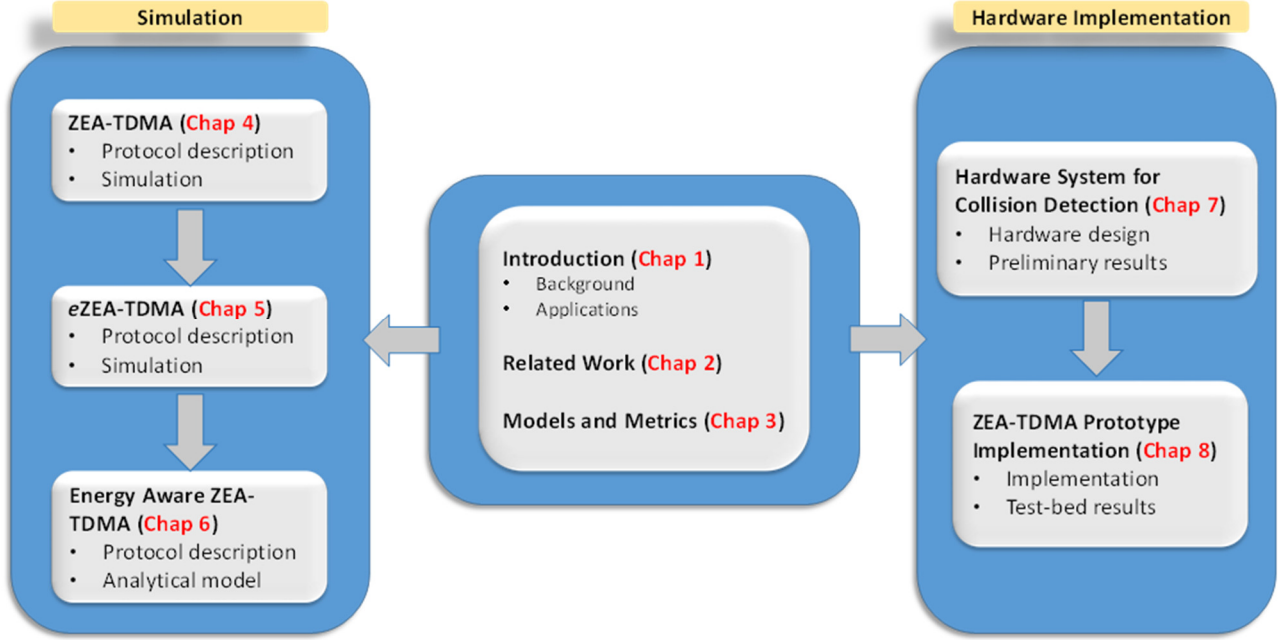 Simulation
ZEA-TDMA (Chap 4)
• Protocol description
• Simulation
eZEA-TDMA (Chap 5)
• Protocol description
• Simulation
Energy Aware ZEA-
TDMA (Chap 6)
• Protocol description
• Analytical model
Introduction (Chap 1)
• Background
• Applications
Related Work (Chap 2)
Models and Metrics (Chap 3)
Hardware Implementation
Hardware System for
Collision Detection (Chap 7)
• Hardware design
• Preliminary results
ZEA-TDMA Prototype
Implementation (Chap 8)
• Implementation
• Test-bed results